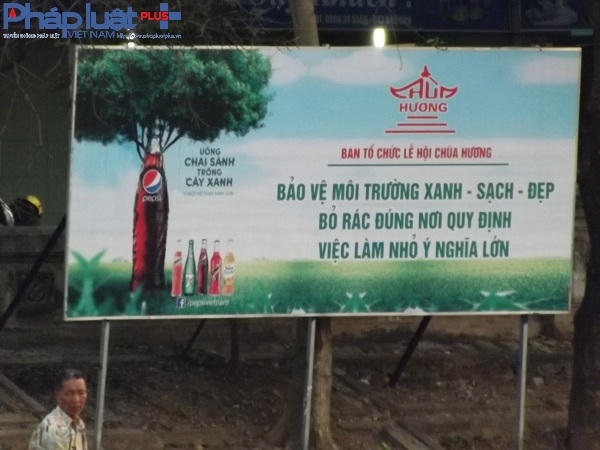 Pháp luật PLUS
VIỆT NAM
CHÙA
HƯƠNG
BAN TỔ CHỨC LỄ HỘI CHÙA HƯƠNG
BẢO VỆ MÔI TRƯỜNG XANH - SẠCH - ĐẸP
BỎ RÁC ĐÚNG NƠI QUY ĐỊNH
VIỆC LÀM NHỎ Ý NGHĨA LỚN
UỐNG
CHAI SÀNH
TRỒNG
CÂY XANH
pepsi
/pepsivietnam